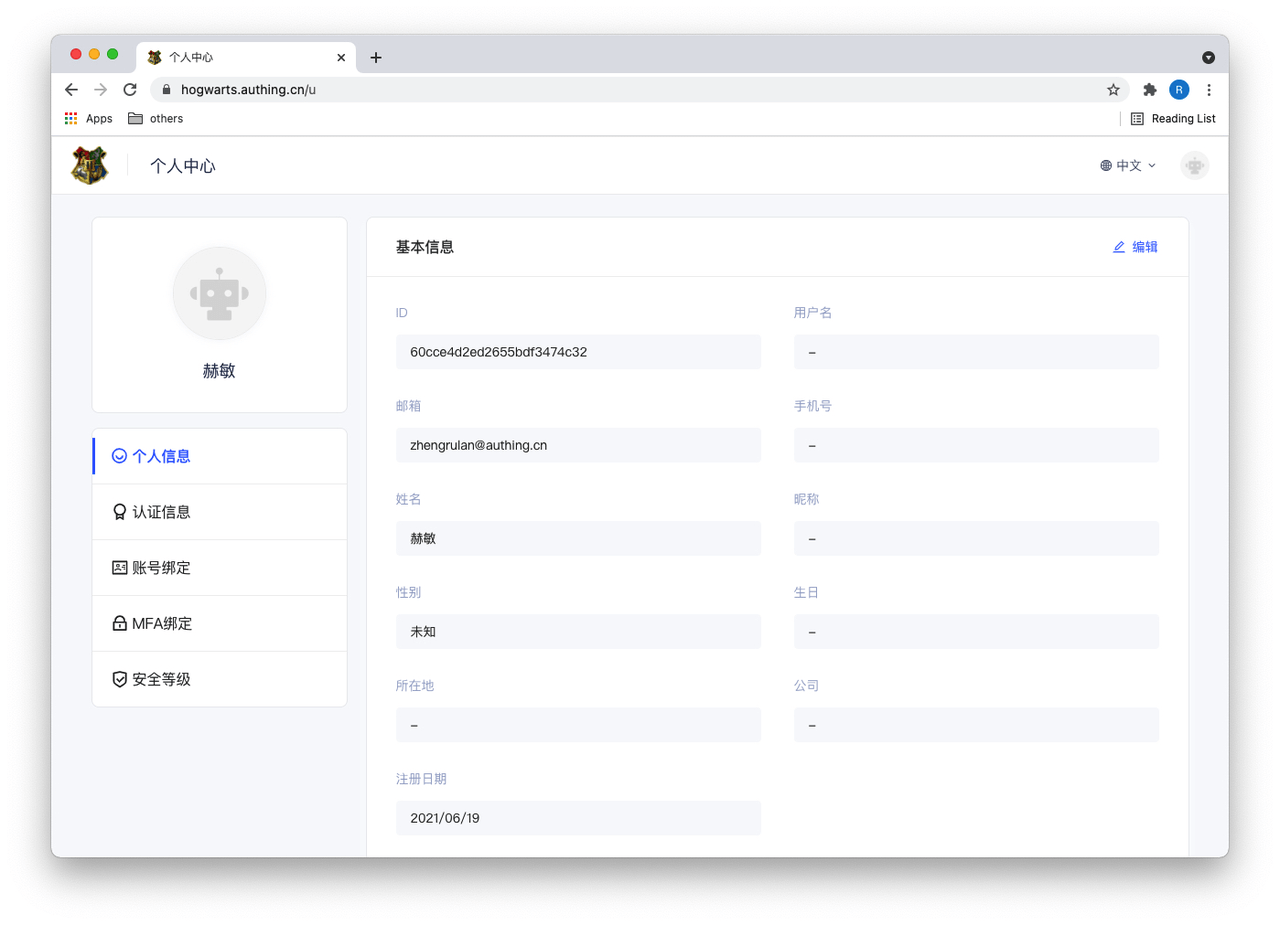 个人中心
hogwarts.authing.cn/u
R
Apps
others
Reading List
个人中心
中文
赫敏
个人信息
认证信息
账号绑定
MFA绑定
安全等级
基本信息
编辑
ID
用户名
60cce4d2ed2655bdf3474c32
–
邮箱
手机号
zhengrulan@authing.cn
–
姓名
昵称
赫敏
–
性别
生日
未知
–
所在地
公司
–
–
注册日期
2021/06/19